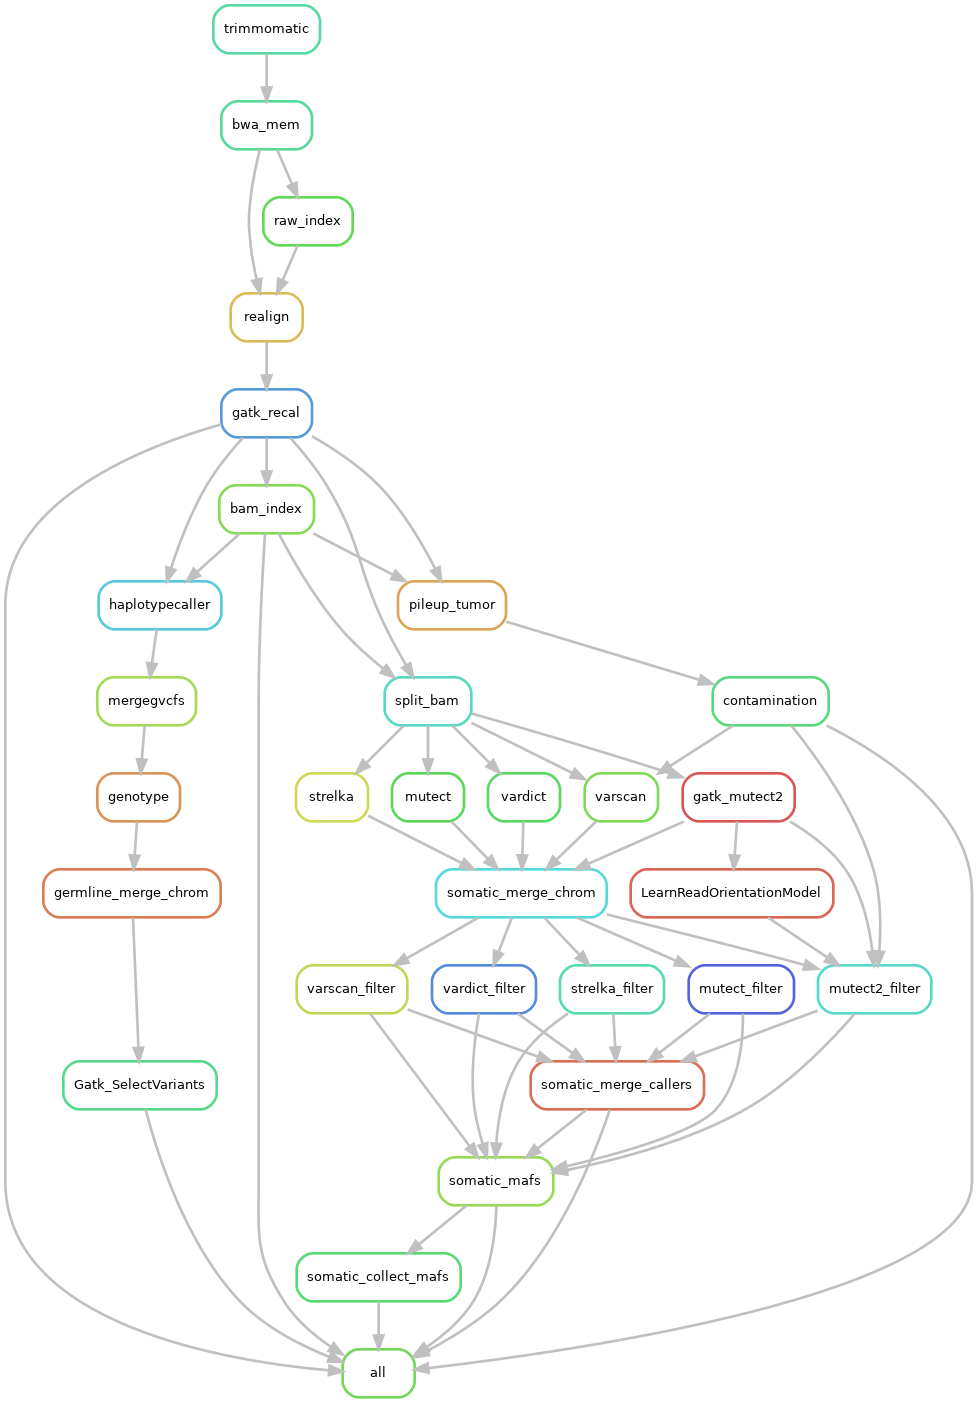 trimmomatic
bwa_mem
raw_index
realign
gatk_recal
bam_index
haplotypecaller
pileup_tumor
mergegvcfs
split_bam
contamination
genotype
strelka
mutect
vardict
varscan
gatk_mutect2
germline_merge_chrom
somatic_merge_chrom
LearnReadOrientationModel
varscan_filter
vardict_filter
strelka_filter
mutect_filter
mutect2_filter
Gatk_SelectVariants
somatic_merge_callers
somatic_mafs
somatic_collect_mafs
all